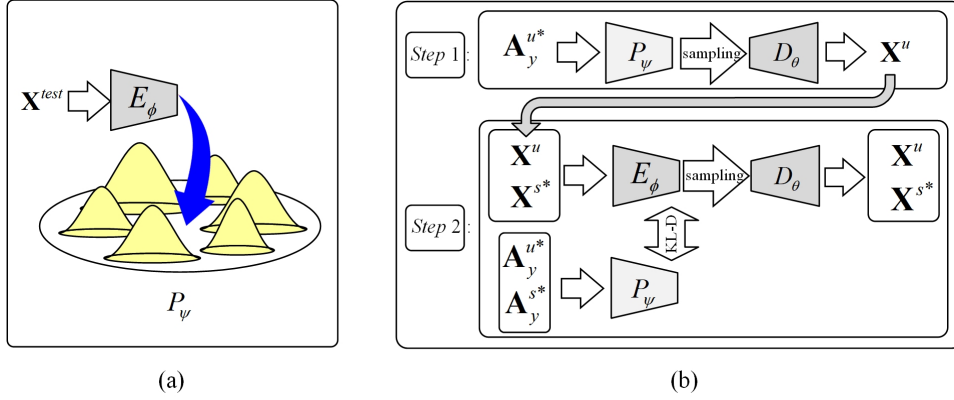 X^test E_ϕ
P_ψ
(a)
Step 1 : A_y^u* P_ψ sampling D_θ X^u
X^u E_ϕ sampling D_θ X^u
X^s* X^s*
Step 2 :
KL-D
A_y^u* P_ψ
A_y^s*
(b)